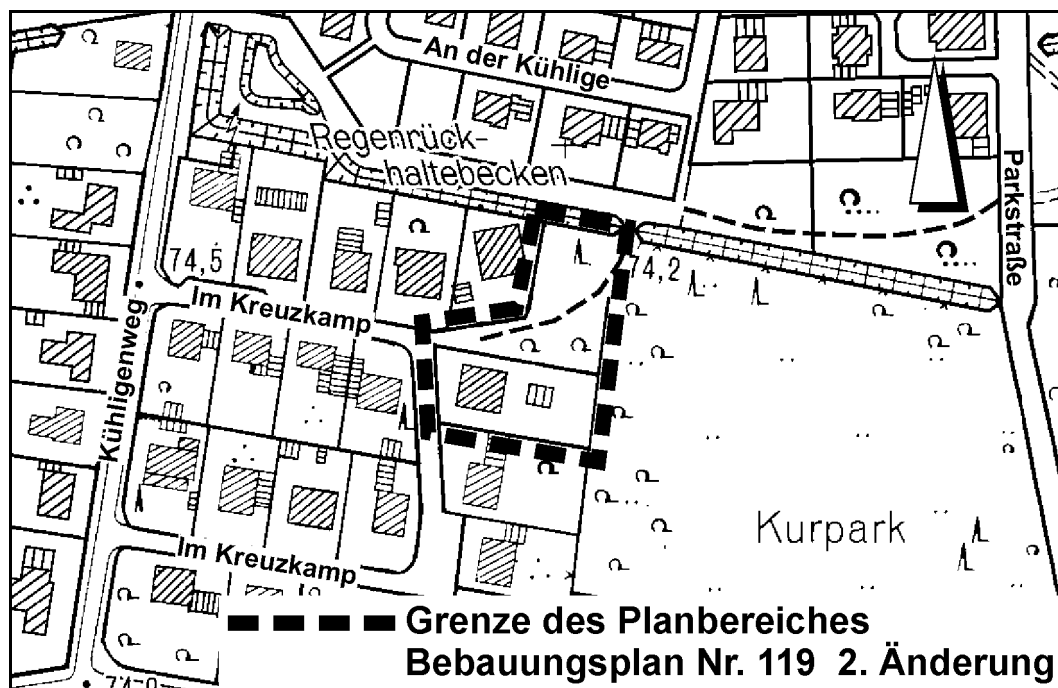 An der Kühlige
Regenrück-
haltebecken
Parkstraße
74,5
74,2
Im Kreuzkamp
Kühligenweg
Kurpark
Im Kreuzkamp
Grenze des Planbereiches
Bebauungsplan Nr. 119 2. Änderung